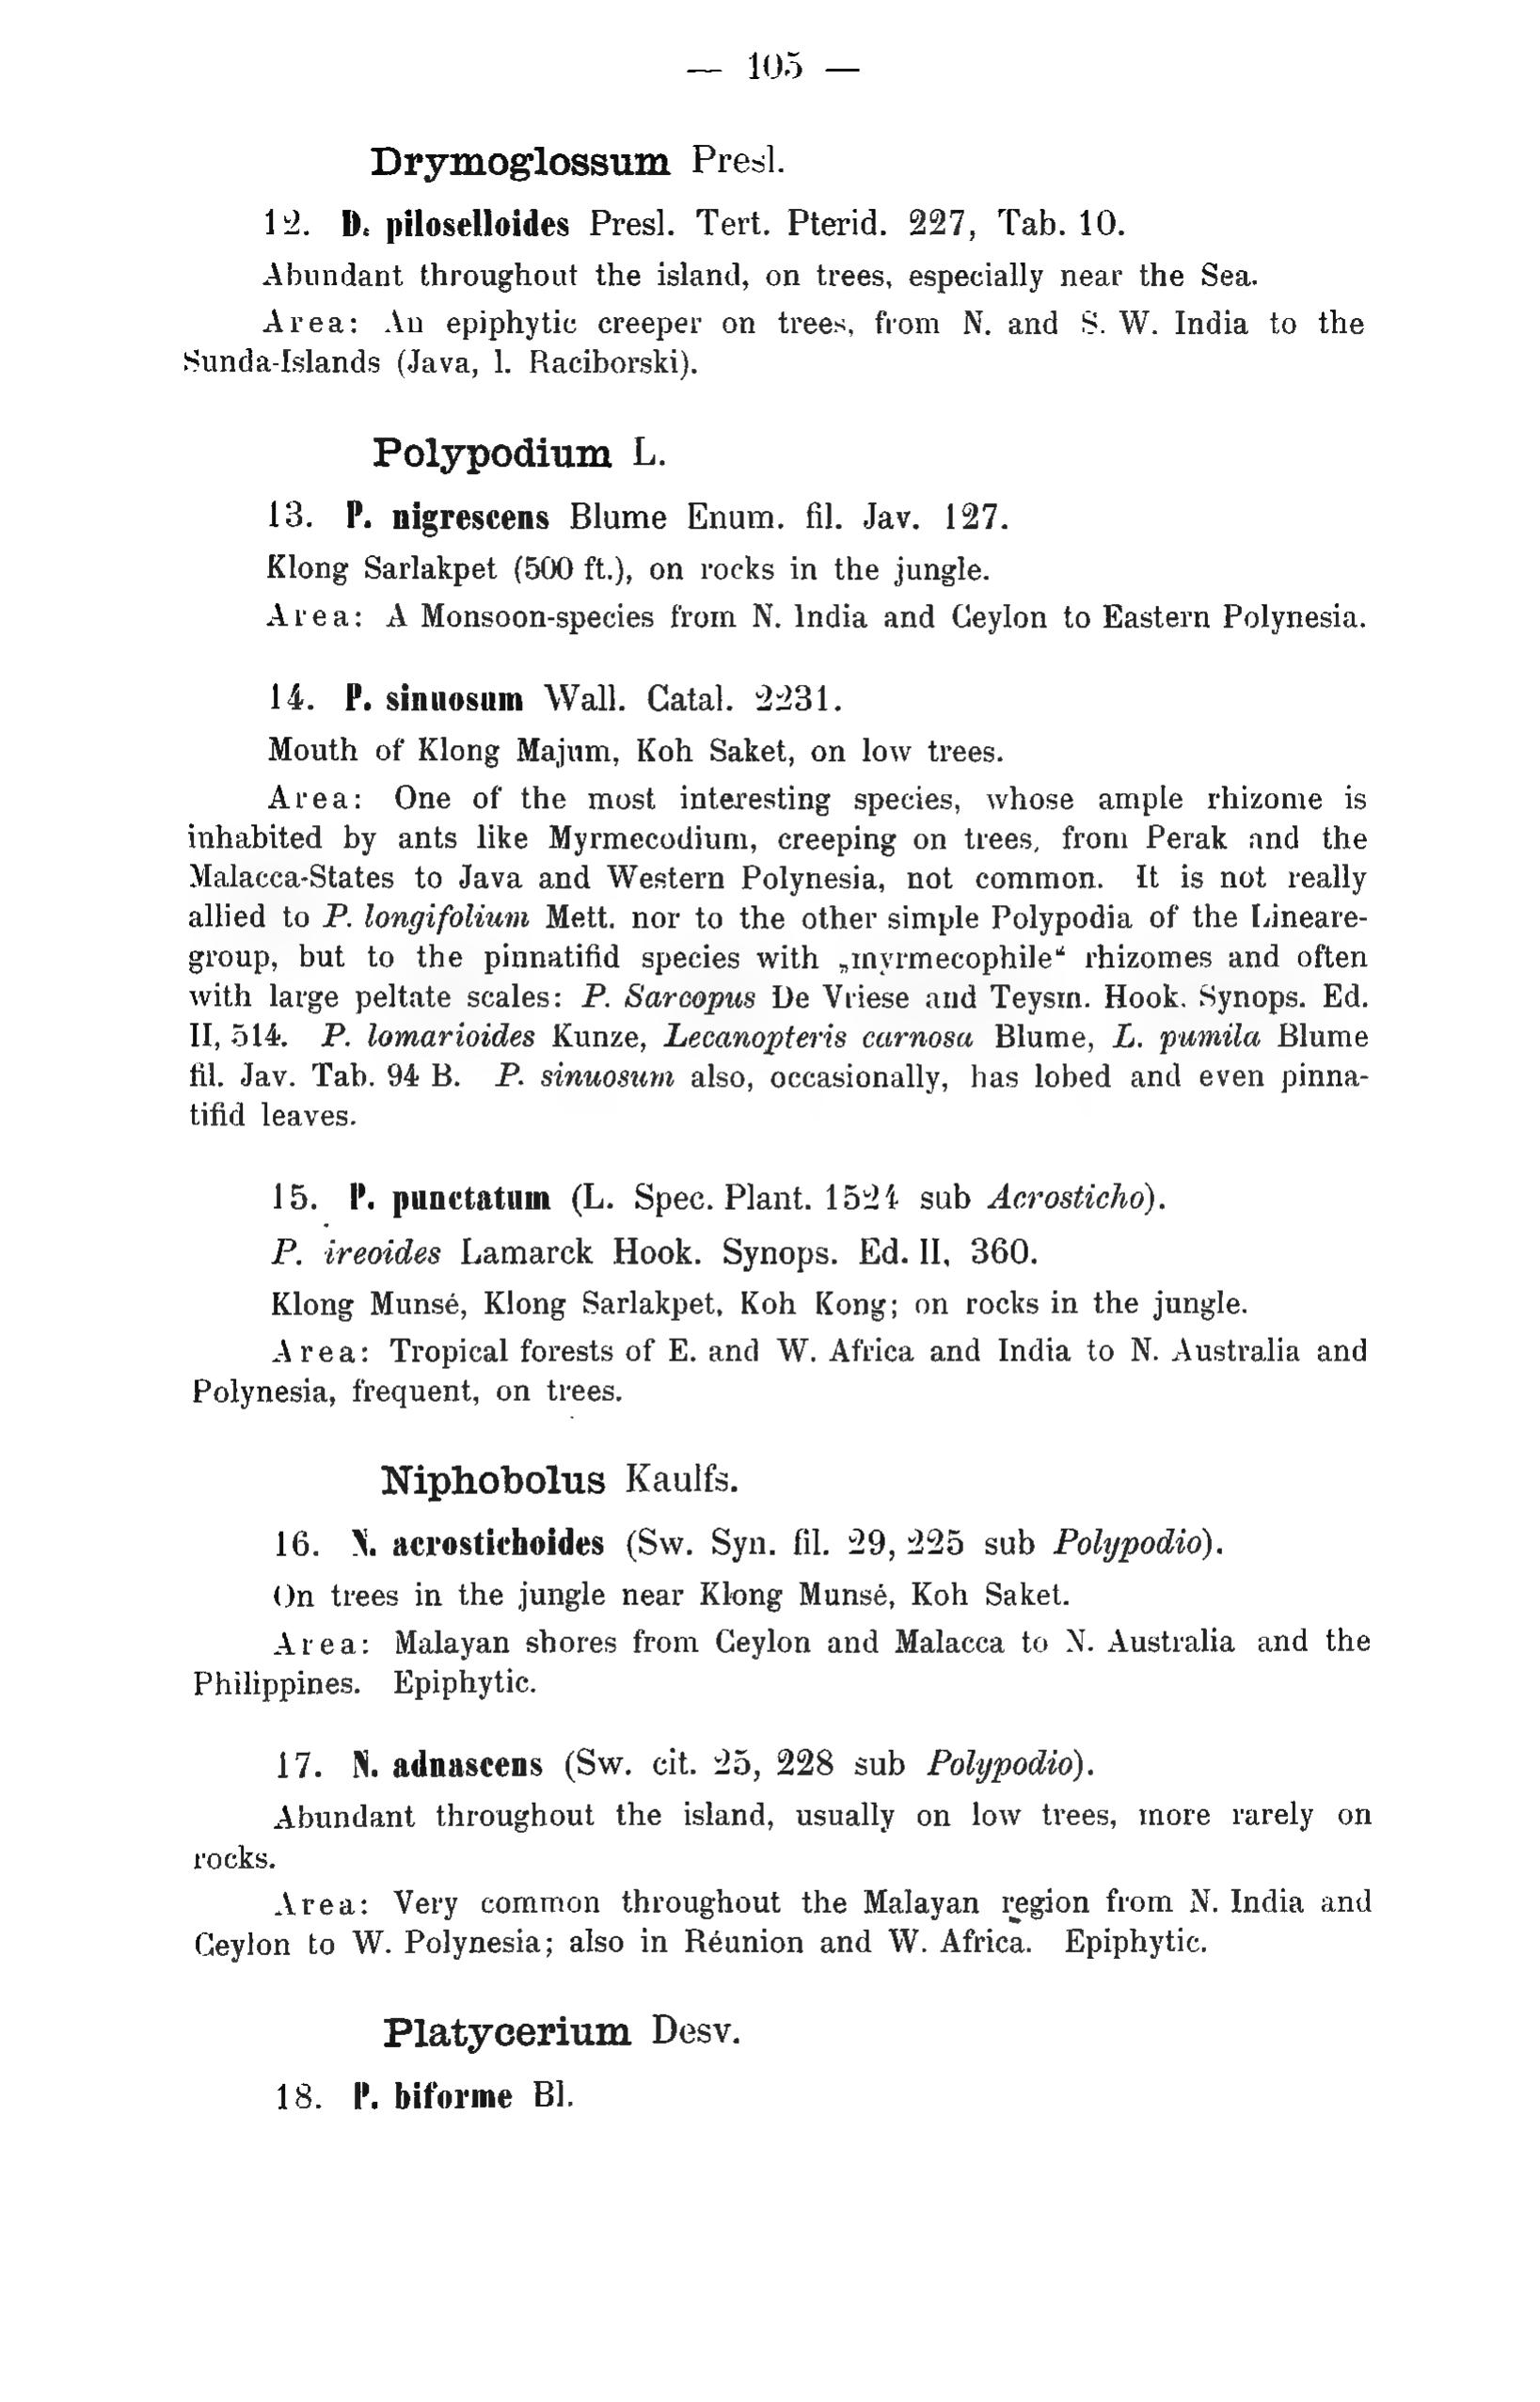 — 105 —
Drymoglossum Presl.
12. D. piloselloides Presl. Tert. Pterid. 227, Tab. 10.
Abundant throughout the island, on trees, especially near the Sea.
Area: An epiphytic creeper on trees, from N. and S. W. India to the
Sunda-Islands (Java, l. Raciborski).
Polypodium L.
13. P. nigrescens Blume Enum. fil. Jav. 127.
Klong Sarlakpet (500 ft.), on rocks in the jungle.
Area: A Monsoon-species from N. India and Ceylon to Eastern Polynesia.
14. P. sinuosum Wall. Catal. 2231.
Mouth of Klong Majum, Koh Saket, on low trees.
Area: One of the most interesting species, whose ample rhizome is
inhabited by ants like Myrmecodium, creeping on trees, from Perak and the
Malacca-States to Java and Western Polynesia, not common. It is not really
allied to P. longifolium Mett. nor to the other simple Polypodia of the Lineare-
group, but to the pinnatifid species with „myrmecophile“ rhizomes and often
with large peltate scales: P. Sarcopus De Vriese and Teysm. Hook. Synops. Ed.
II, 514. P. lomarioides Kunze, Lecanopteris carnosa Blume, L. pumila Blume
fil. Jav. Tab. 94 B. P. sinuosum also, occasionally, has lobed and even pinna-
tifid leaves.
15. P. punctatum (L. Spec. Plant. 1524 sub Acrosticho).
P. ireoides Lamarck Hook. Synops. Ed. II, 360.
Klong Munsé, Klong Sarlakpet, Koh Kong; on rocks in the jungle.
Area: Tropical forests of E. and W. Africa and India to N. Australia and
Polynesia, frequent, on trees.
Niphobolus Kaulfs.
16. N. acrostichoides (Sw. Syn. fil. 29, 225 sub Polypodio).
On trees in the jungle near Klong Munsé, Koh Saket.
Area: Malayan shores from Ceylon and Malacca to N. Australia and the
Philippines. Epiphytic.
17. N. adnascens (Sw. cit. 25, 228 sub Polypodio).
Abundant throughout the island, usually on low trees, more rarely on
rocks.
Area: Very common throughout the Malayan region from N. India and
Ceylon to W. Polynesia; also in Réunion and W. Africa. Epiphytic.
Platycerium Desv.
18. P. biforme Bl.